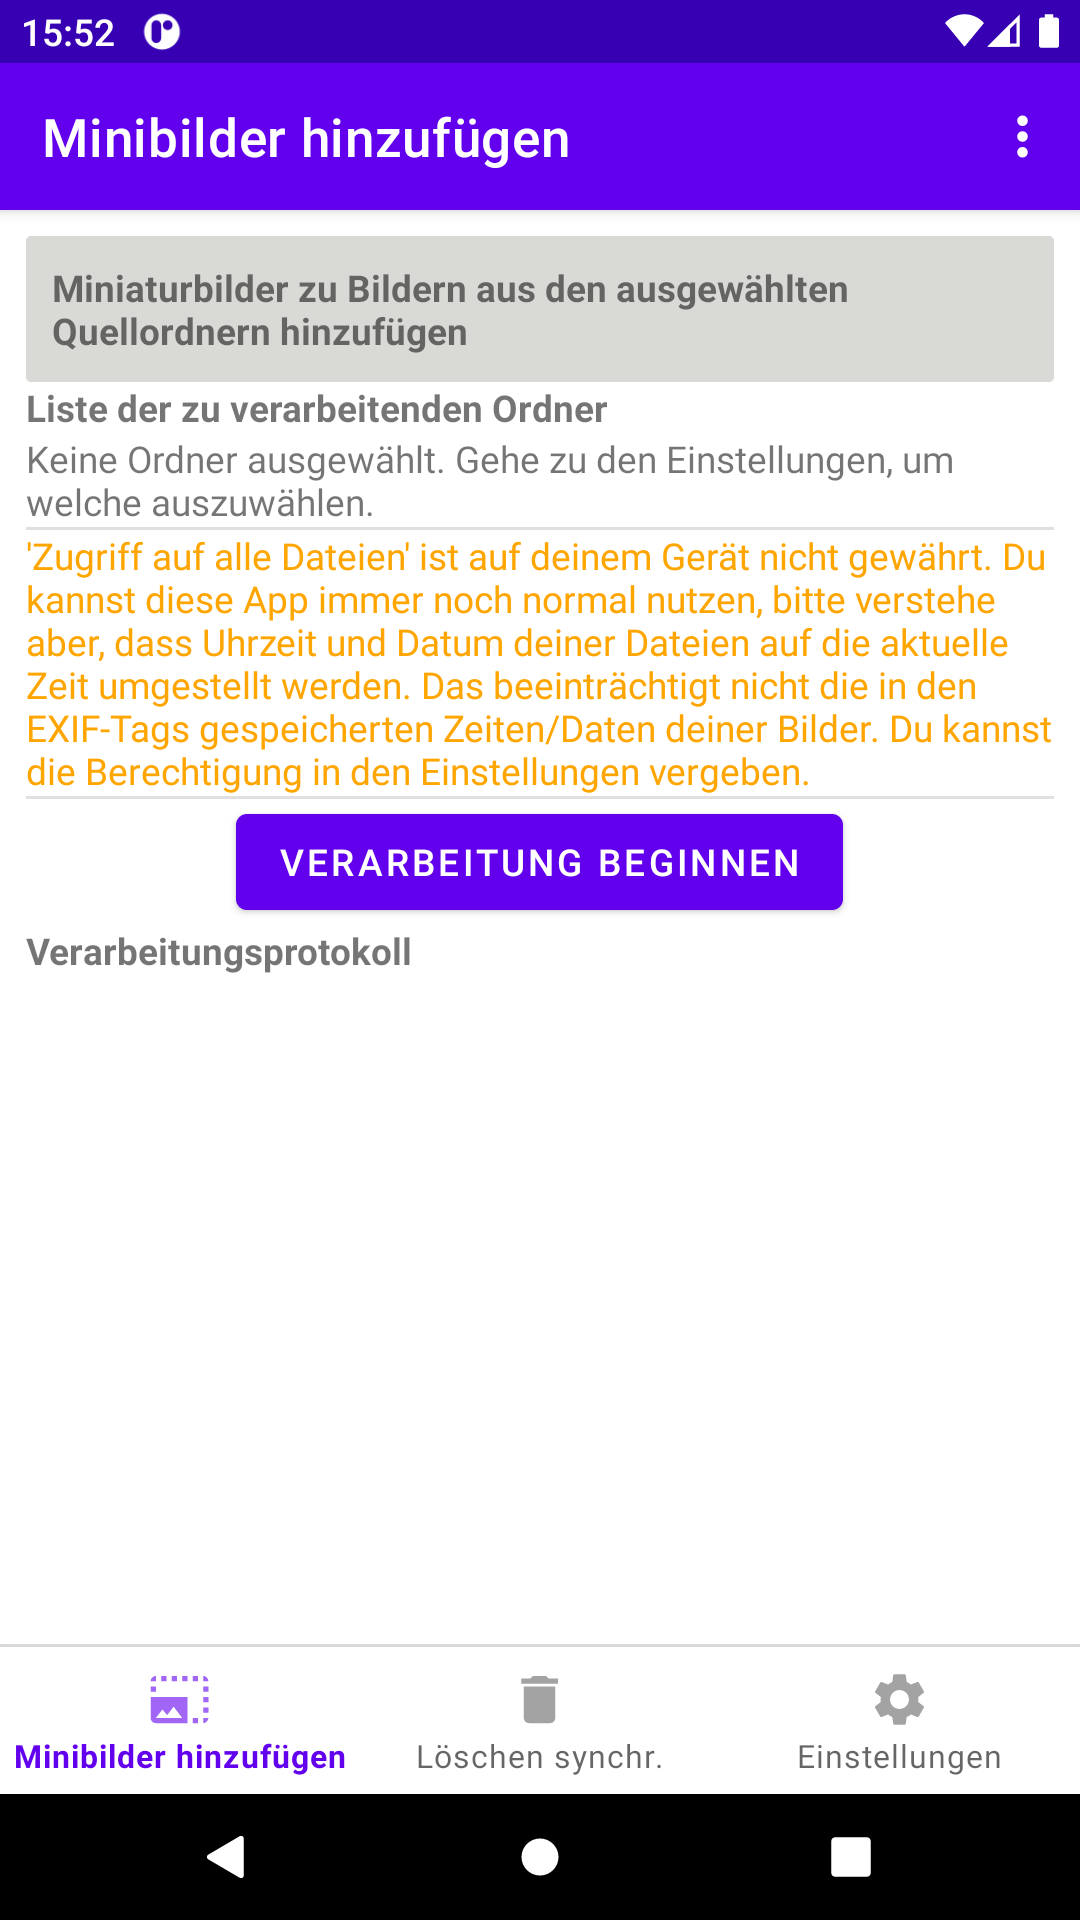 15:52
Minibilder hinzufügen
Miniaturbilder zu Bildern aus den ausgewählten
Quellordnern hinzufügen
Liste der zu verarbeitenden Ordner
Keine Ordner ausgewählt. Gehe zu den Einstellungen, um
welche auszuwählen.
'Zugriff auf alle Dateien' ist auf deinem Gerät nicht gewährt. Du
kannst diese App immer noch normal nutzen, bitte verstehe
aber, dass Uhrzeit und Datum deiner Dateien auf die aktuelle
Zeit umgestellt werden. Das beeinträchtigt nicht die in den
EXIF-Tags gespeicherten Zeiten/Daten deiner Bilder. Du kannst
die Berechtigung in den Einstellungen vergeben.
VERARBEITUNG BEGINNEN
Verarbeitungsprotokoll
Minibilder hinzufügen
Löschen synchr.
Einstellungen